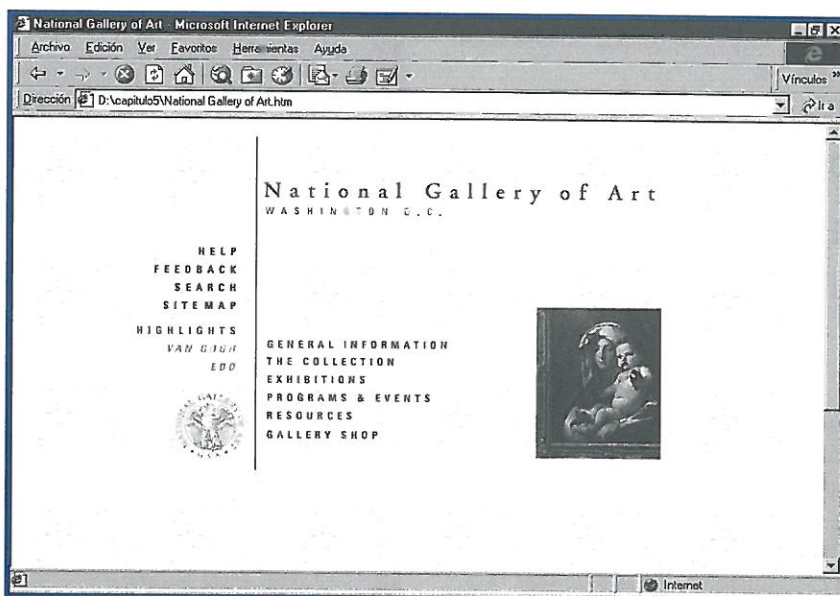 National Gallery of Art - Microsoft Internet Explorer
Archivo Edición Ver Favoritos Herramientas Ayuda
Vínculos »
Dirección D:\capitulo5\National Gallery of Art.htm Ir a
National Gallery of Art
WASHINGTON D.C.
HELP
FEEDBACK
SEARCH
SITEMAP
HIGHLIGHTS
VAN GOGH
EDO
GENERAL INFORMATION
THE COLLECTION
EXHIBITIONS
PROGRAMS & EVENTS
RESOURCES
GALLERY SHOP
Internet